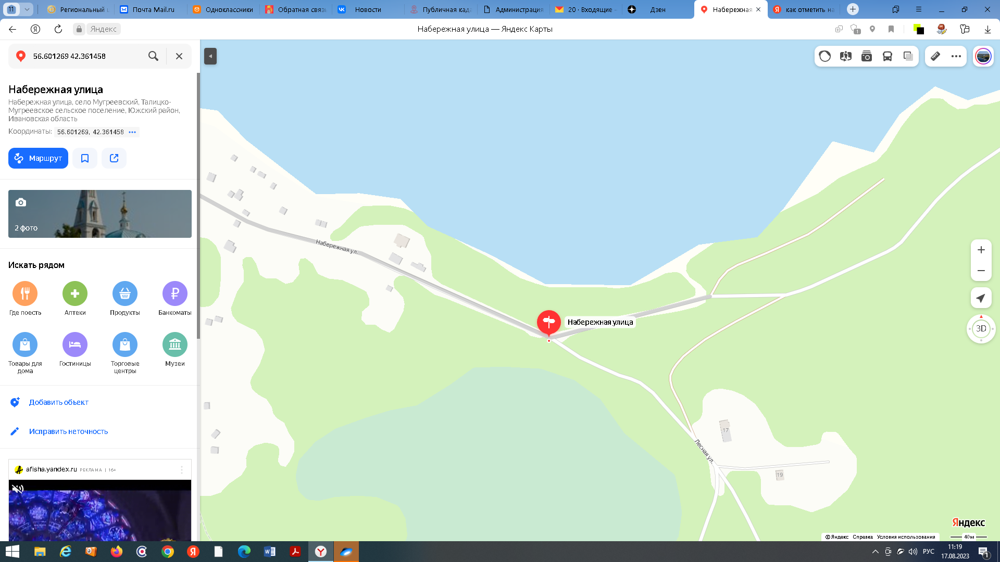 11
Региональный
Почта Mail.ru
Одноклассники
Обратная связь
Новости
Публичная када
Администрация
20 · Входящие -
Дзен
Набережная
как отметить на
Яндекс
Набережная улица — Яндекс Карты
1
56.601269 42.361458
Набережная улица
Набережная улица, село Мугреевский, Талицко-
Мугреевское сельское поселение, Южский район,
Ивановская область
Координаты: 56.601269, 42.361458
Маршрут
2 фото
Искать рядом
Где поесть
Аптеки
Продукты
Банкоматы
Товары для
дома
Гостиницы
Торговые
центры
Музеи
Добавить объект
Исправить неточность
afisha.yandex.ru РЕКЛАМА | 16+
Набережная ул.
Набережная улица
Лесная ул.
17
19
3D
Яндекс
© Яндекс Справка Условия использования
40 м
РУС
11:19
17.08.2023
1